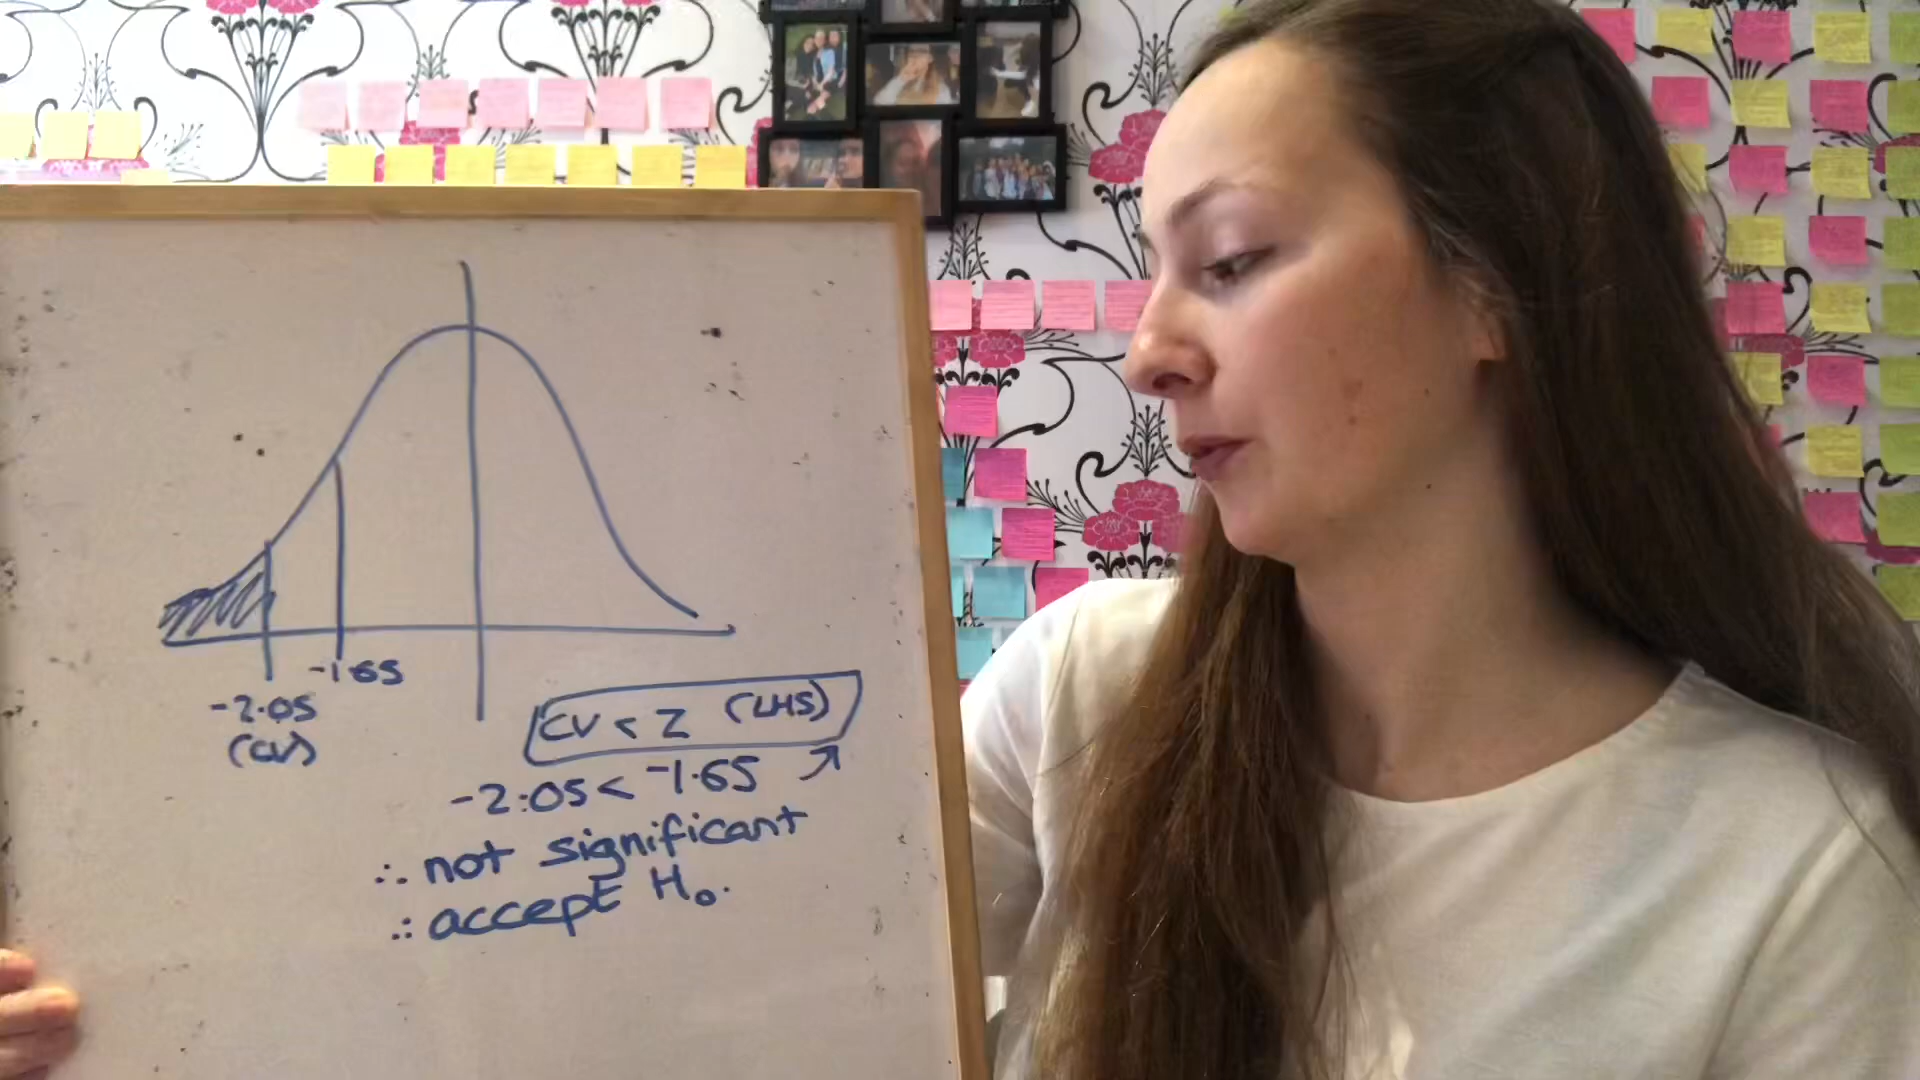 -1.65
-2.05
(CV)
CV < Z (LHS)
-2.05 < -1.65
∴ not significant
∴ accept H₀.